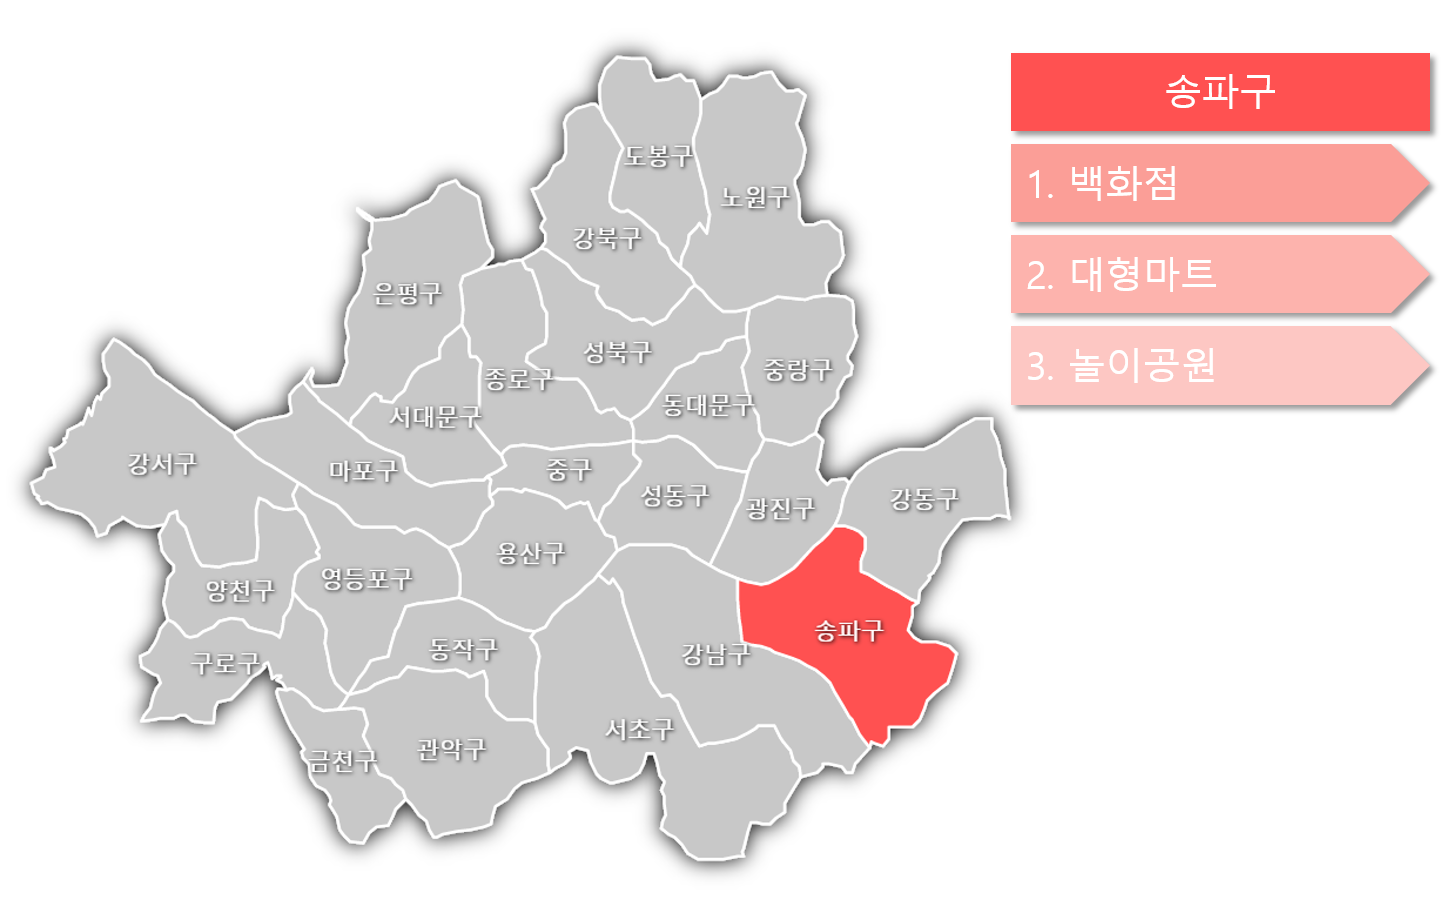 송파구
1. 백화점
2. 대형마트
3. 놀이공원
도봉구
노원구
강북구
은평구
성북구
중랑구
종로구
동대문구
서대문구
강서구
마포구
중구
성동구
광진구
강동구
용산구
영등포구
양천구
송파구
동작구
강남구
구로구
서초구
관악구
금천구